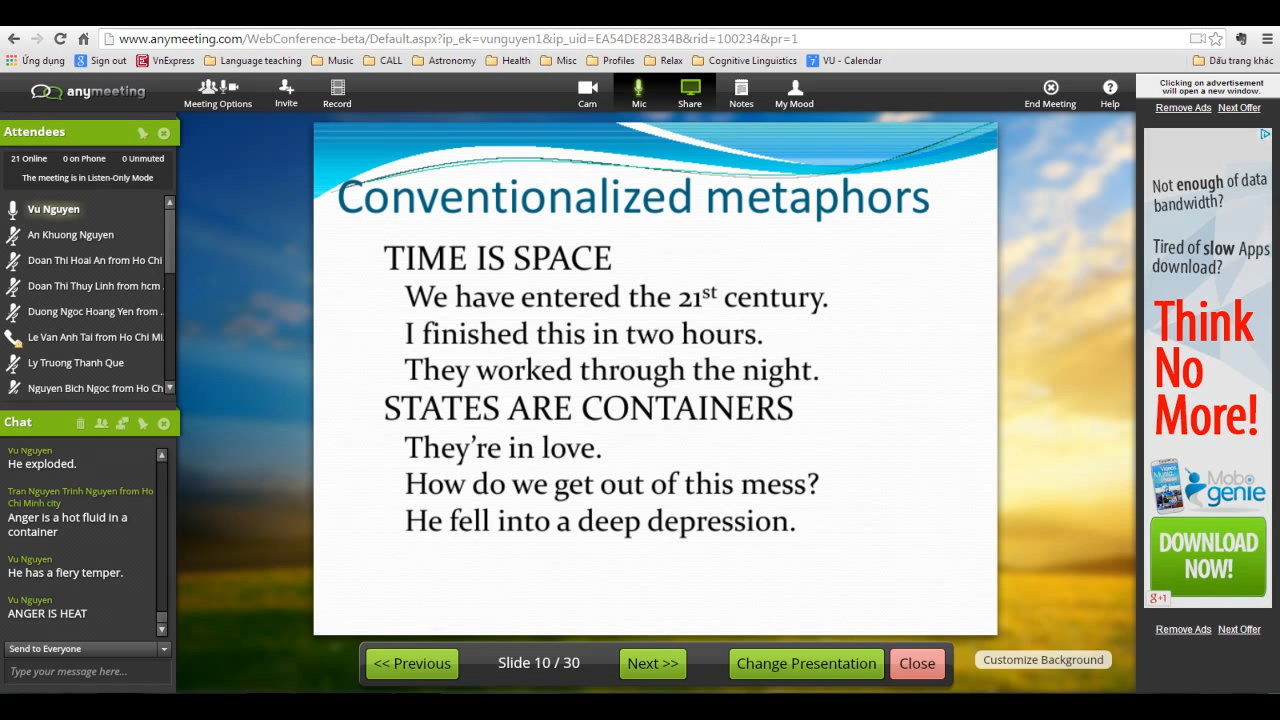 www.anymeeting.com/WebConference-beta/Default.aspx?ip_ek=vunguyen1&ip_uid=EA54DE82834B&rid=100234&pr=1
Ứng dụng Sign out VnExpress Language teaching Music CALL Astronomy Health Misc Profiles Relax Cognitive Linguistics 7 VU - Calendar Dấu trang khác
anymeeting
Meeting Options Invite Record Cam Mic Share Notes My Mood End Meeting Help
Clicking on advertisement
will open a new window.
Remove Ads Next Offer
Attendees
21 Online 0 on Phone 0 Unmuted
The meeting is in Listen-Only Mode
Vu Nguyen
An Khuong Nguyen
Doan Thi Hoai An from Ho Chi
Doan Thi Thuy Linh from hcm .
Duong Ngoc Hoang Yen from ..
Le Van Anh Tai from Ho Chi Mi.
Ly Truong Thanh Que
Nguyen Bich Ngoc from Ho Ch
Chat
Vu Nguyen
He exploded.
Tran Nguyen Trinh Nguyen from Ho
Chi Minh city
Anger is a hot fluid in a
container
Vu Nguyen
He has a fiery temper.
Vu Nguyen
ANGER IS HEAT
Send to Everyone
Type your message here...
Conventionalized metaphors
TIME IS SPACE
We have entered the 21st century.
I finished this in two hours.
They worked through the night.
STATES ARE CONTAINERS
They're in love.
How do we get out of this mess?
He fell into a deep depression.
<< Previous Slide 10 / 30 Next >> Change Presentation Close
Customize Background
Not enough of data
bandwidth?
Tired of slow Apps
download?
Think
No
More!
Mobo
genie
DOWNLOAD
NOW!
g+1
Remove Ads Next Offer